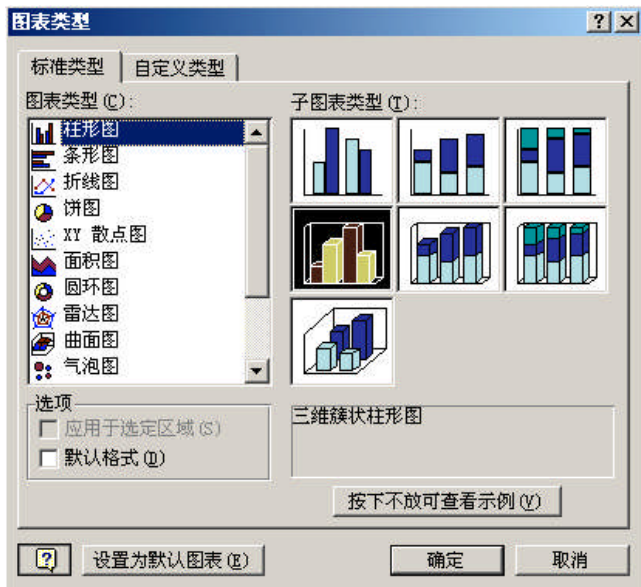 图表类型
标准类型 自定义类型
图表类型(C): 子图表类型(T):
柱形图
条形图
折线图
饼图
XY 散点图
面积图
圆环图
雷达图
曲面图
气泡图
选项
应用于选定区域(S)
默认格式(D)
三维簇状柱形图
按下不放可查看示例(V)
设置为默认图表(E) 确定 取消